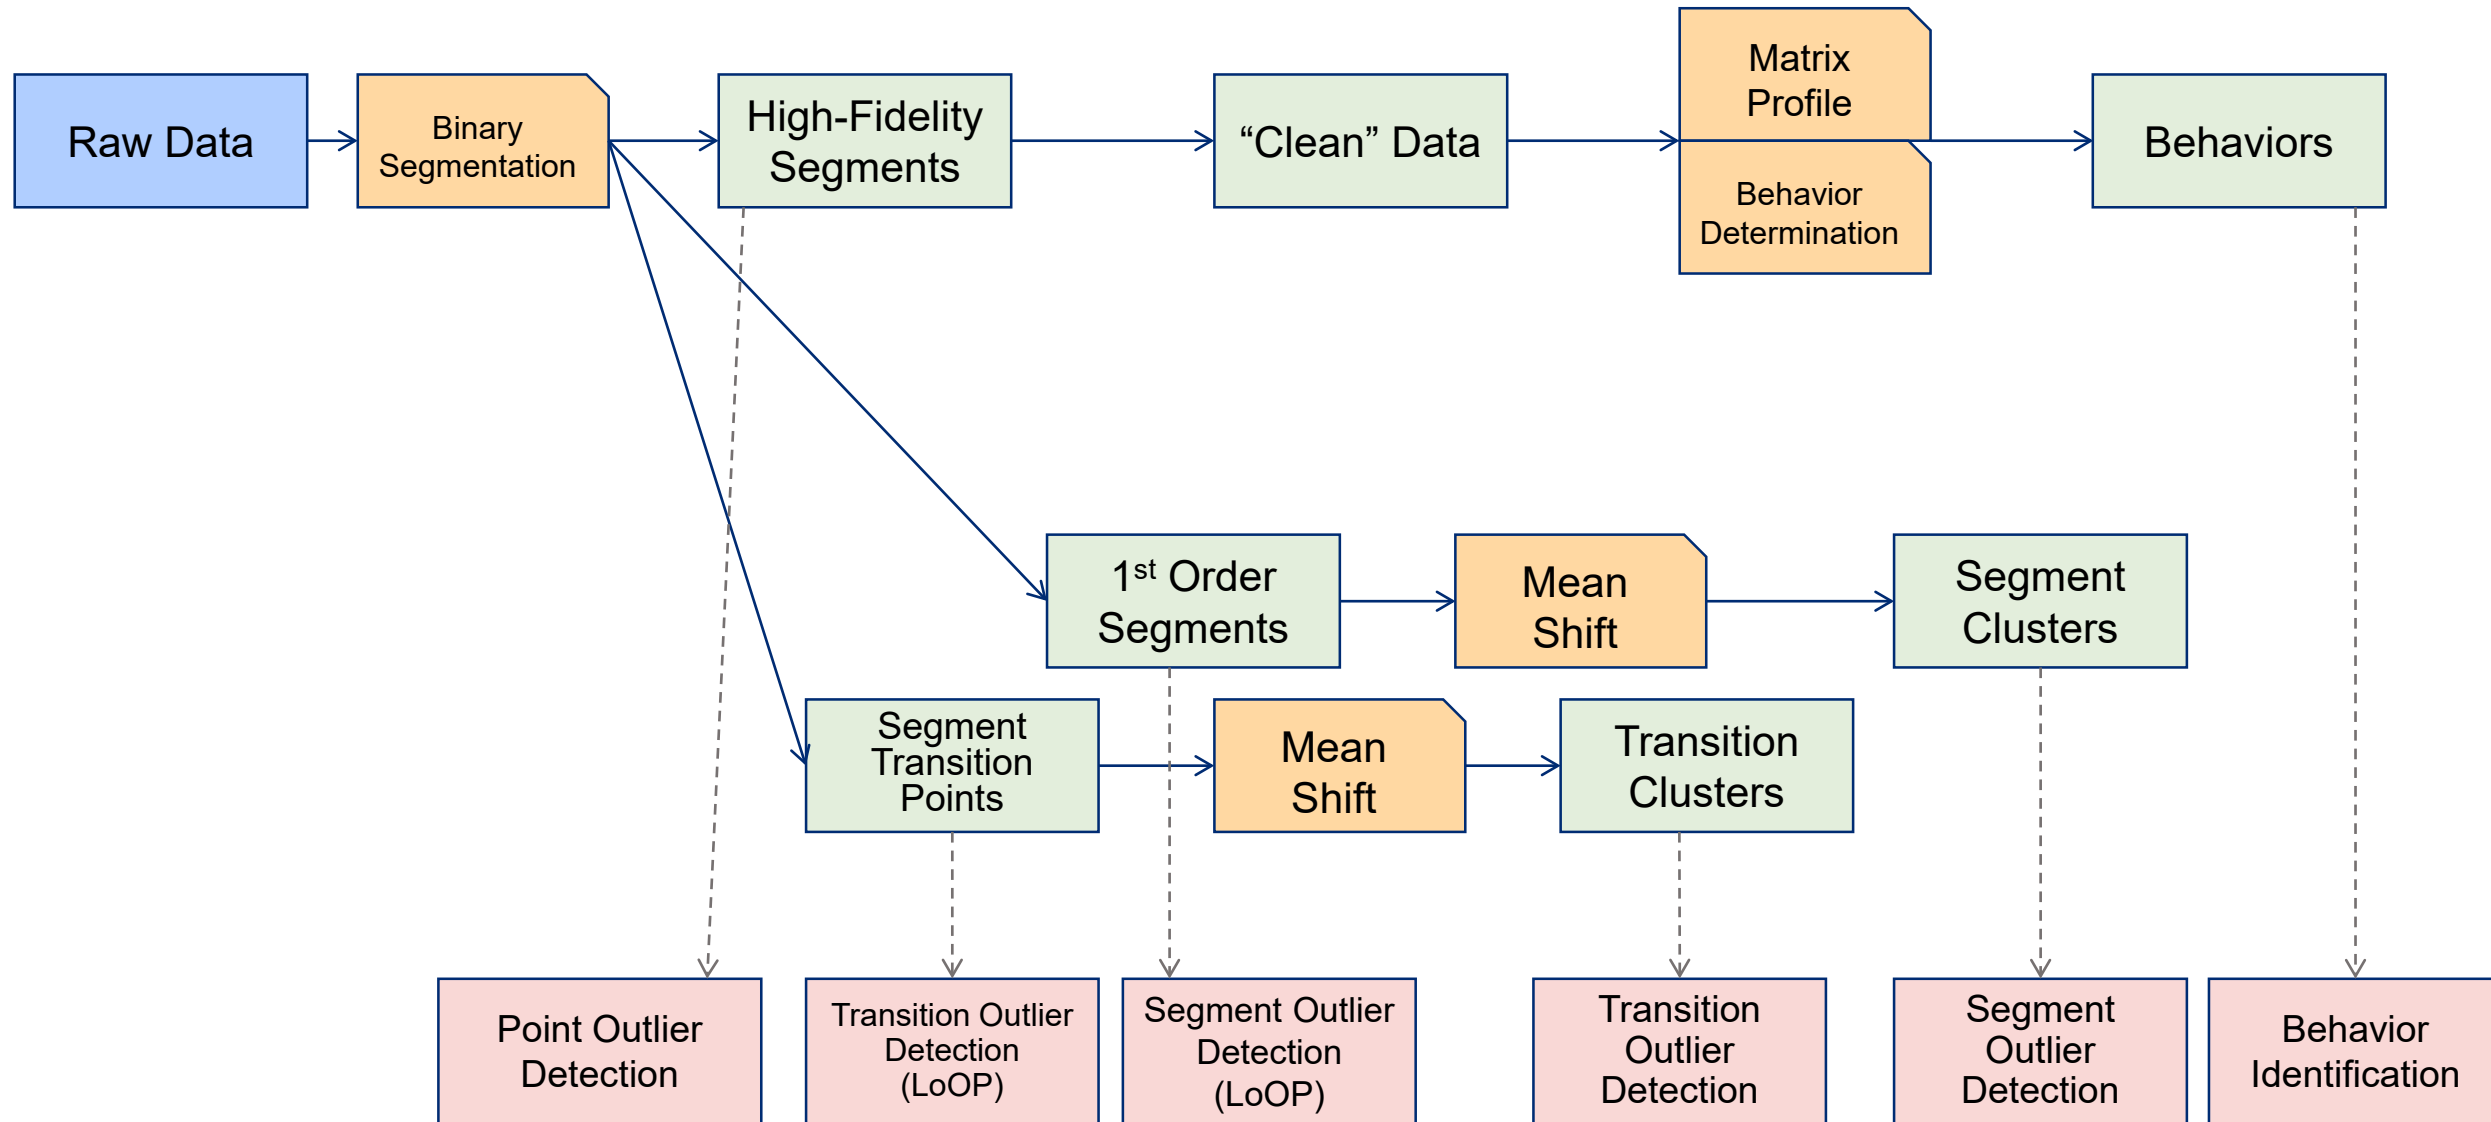 Raw Data
Binary
Segmentation
High-Fidelity
Segments
“Clean” Data
Matrix
Profile
Behavior
Determination
Behaviors
1st Order
Segments
Mean
Shift
Segment
Clusters
Segment
Transition
Points
Mean
Shift
Transition
Clusters
Point Outlier
Detection
Transition Outlier
Detection
(LoOP)
Segment Outlier
Detection
(LoOP)
Transition
Outlier
Detection
Segment
Outlier
Detection
Behavior
Identification